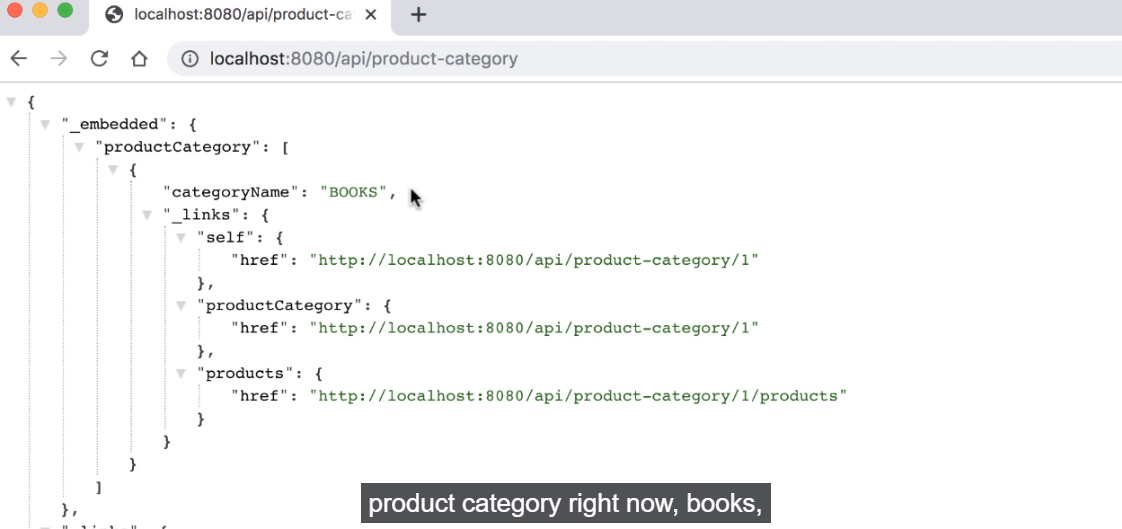 localhost:8080/api/product-ca
localhost:8080/api/product-category
{
"_embedded": {
"productCategory": [
{
"categoryName": "BOOKS",
"_links": {
"self": {
"href": "http://localhost:8080/api/product-category/1"
},
"productCategory": {
"href": "http://localhost:8080/api/product-category/1"
},
"products": {
"href": "http://localhost:8080/api/product-category/1/products"
}
}
}
]
},
product category right now, books,